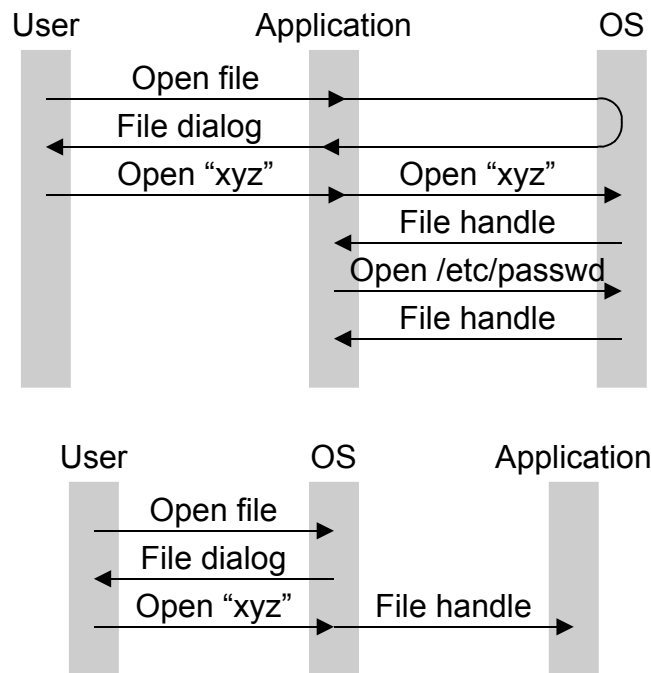 User Application OS
Open file
File dialog
Open “xyz” Open “xyz”
File handle
Open /etc/passwd
File handle
User OS Application
Open file
File dialog
Open “xyz” File handle